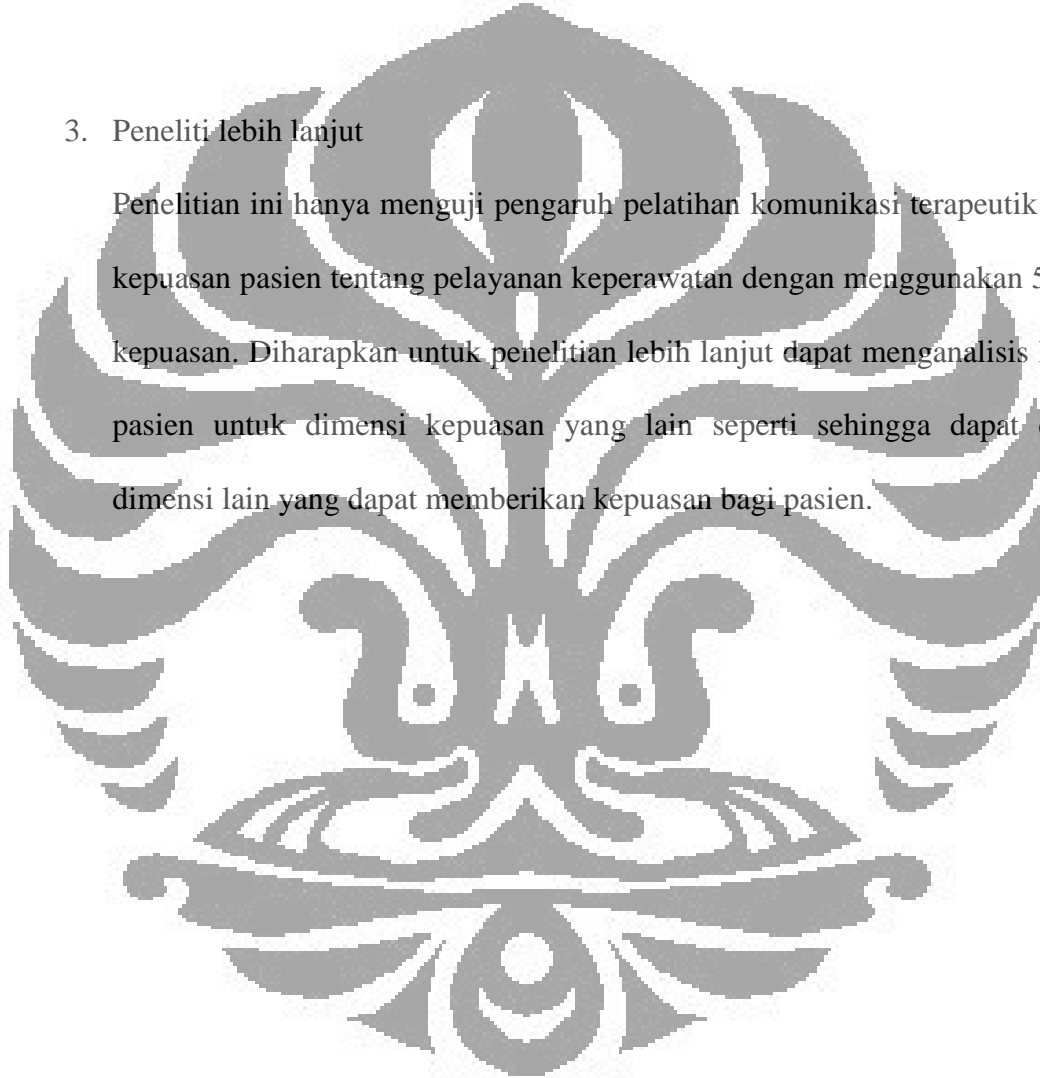 3. Peneliti lebih lanjut
Penelitian ini hanya menguji pengaruh pelatihan komunikasi terapeutik
kepuasan pasien tentang pelayanan keperawatan dengan menggunakan 5
kepuasan. Diharapkan untuk penelitian lebih lanjut dapat menganalisis
pasien untuk dimensi kepuasan yang lain seperti sehingga dapat
dimensi lain yang dapat memberikan kepuasan bagi pasien.